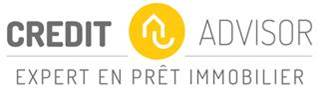 CREDIT ADVISOR
EXPERT EN PRÊT IMMOBILIER